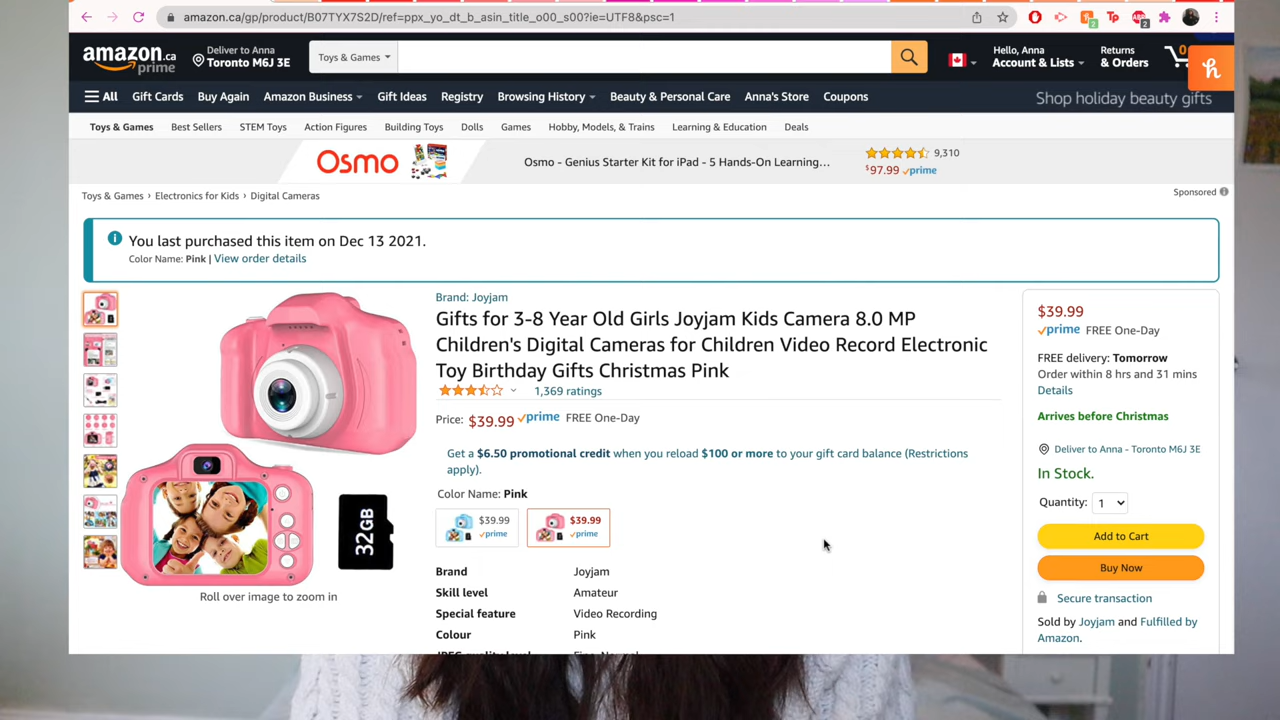 amazon.ca/gp/product/B07TYX7S2D/ref=ppx_yo_dt_b_asin_title_o00_s00?ie=UTF8&psc=1
2
TP
2
amazon.ca
prime
Deliver to Anna
Toronto M6J 3E
Toys & Games
Hello, Anna
Account & Lists
Returns
& Orders
0
h
All
Gift Cards
Buy Again
Amazon Business
Gift Ideas
Registry
Browsing History
Beauty & Personal Care
Anna's Store
Coupons
Shop holiday beauty gifts
Toys & Games
Best Sellers
STEM Toys
Action Figures
Building Toys
Dolls
Games
Hobby, Models, & Trains
Learning & Education
Deals
Osmo
Osmo - Genius Starter Kit for iPad - 5 Hands-On Learning...
9,310
$97.99 prime
Sponsored
Toys & Games › Electronics for Kids › Digital Cameras
You last purchased this item on Dec 13 2021.
Color Name: Pink | View order details
32GB
Roll over image to zoom in
Brand: Joyjam
Gifts for 3-8 Year Old Girls Joyjam Kids Camera 8.0 MP
Children's Digital Cameras for Children Video Record Electronic
Toy Birthday Gifts Christmas Pink
1,369 ratings
Price: $39.99 prime FREE One-Day
Get a $6.50 promotional credit when you reload $100 or more to your gift card balance (Restrictions
apply).
Color Name: Pink
$39.99
prime
$39.99
prime
Brand Joyjam
Skill level Amateur
Special feature Video Recording
Colour Pink
$39.99
prime FREE One-Day
FREE delivery: Tomorrow
Order within 8 hrs and 31 mins
Details
Arrives before Christmas
Deliver to Anna - Toronto M6J 3E
In Stock.
Quantity: 1
Add to Cart
Buy Now
Secure transaction
Sold by Joyjam and Fulfilled by
Amazon.